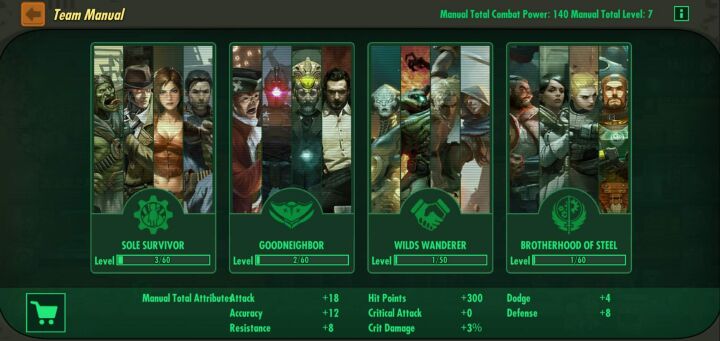 Team Manual
Manual Total Combat Power: 140 Manual Total Level: 7
SOLE SURVIVOR
Level 3/60
GOODNEIGHBOR
Level 2/60
WILDS WANDERER
Level 1/50
BROTHERHOOD OF STEEL
Level 1/60
Manual Total Attributes Attack +18 Hit Points +300 Dodge +4
Accuracy +12 Critical Attack +0 Defense +8
Resistance +8 Crit Damage +3%